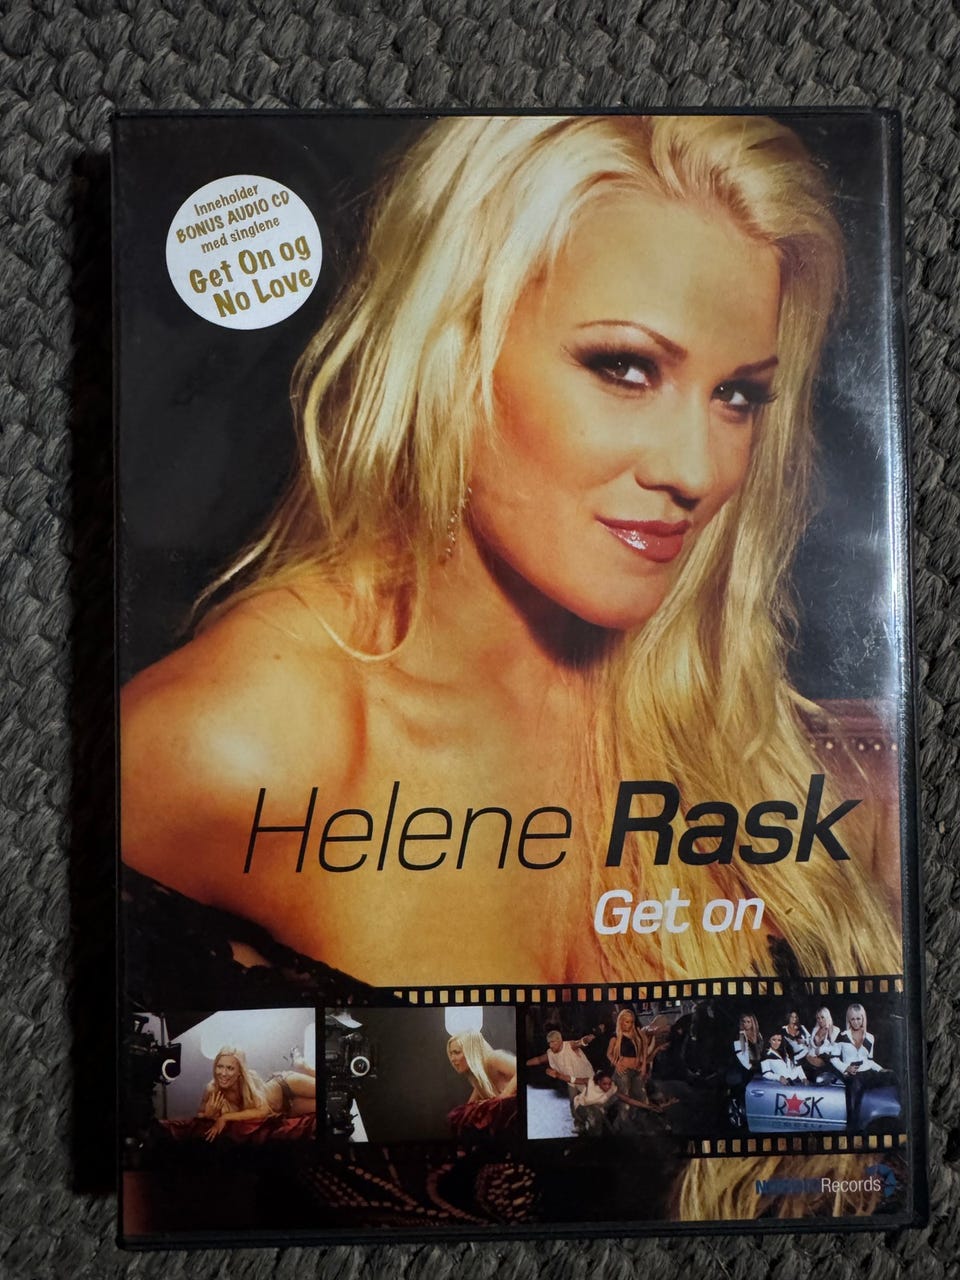 Inneholder
BONUS AUDIO CD
med singlene
Get On og
No Love
Helene Rask
Get on
RASK
Records